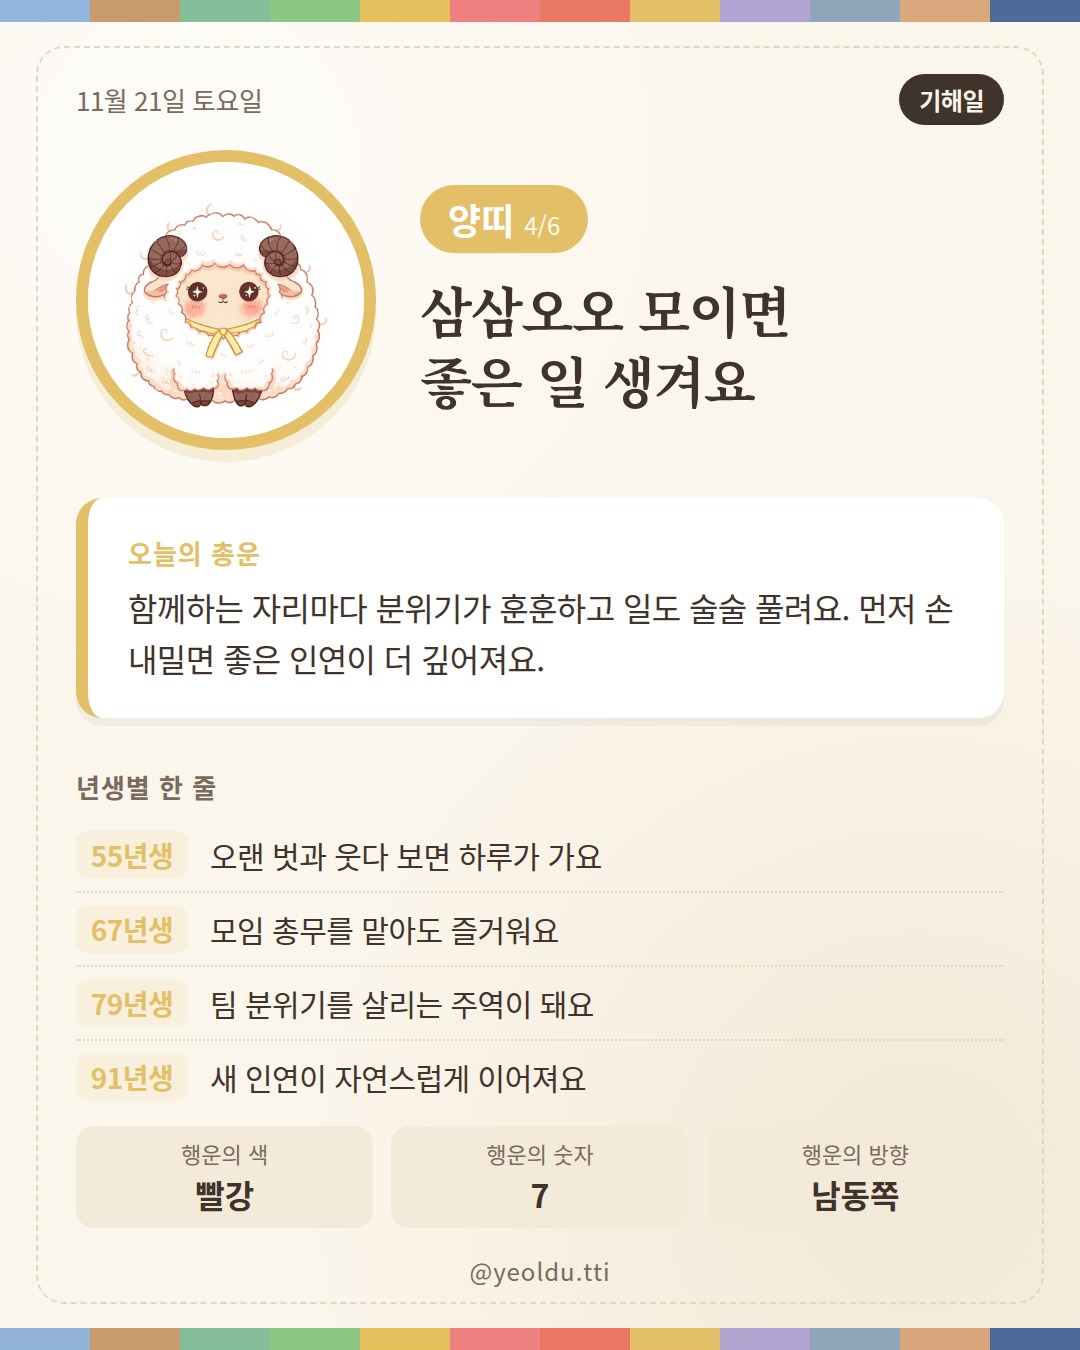 11월 21일 토요일
기해일
양띠 4/6
삼삼오오 모이면
좋은 일 생겨요
오늘의 총운
함께하는 자리마다 분위기가 훈훈하고 일도 술술 풀려요. 먼저 손
내밀면 좋은 인연이 더 깊어져요.
년생별 한 줄
55년생 오랜 벗과 웃다 보면 하루가 가요
67년생 모임 총무를 맡아도 즐거워요
79년생 팀 분위기를 살리는 주역이 돼요
91년생 새 인연이 자연스럽게 이어져요
행운의 색
빨강
행운의 숫자
7
행운의 방향
남동쪽
@yeoldu.tti